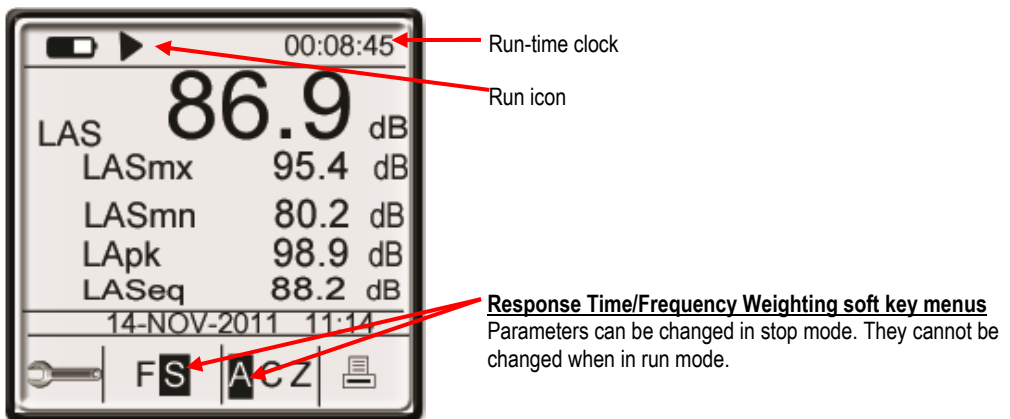 00:08:45
Run-time clock
86.9
Run icon
LAS dB
LASmx 95.4 dB
LASmn 80.2 dB
LApk 98.9 dB
LASeq 88.2 dB
14-NOV-2011 11:14
F S A C Z
Response Time/Frequency Weighting soft key menus
Parameters can be changed in stop mode. They cannot be
changed when in run mode.